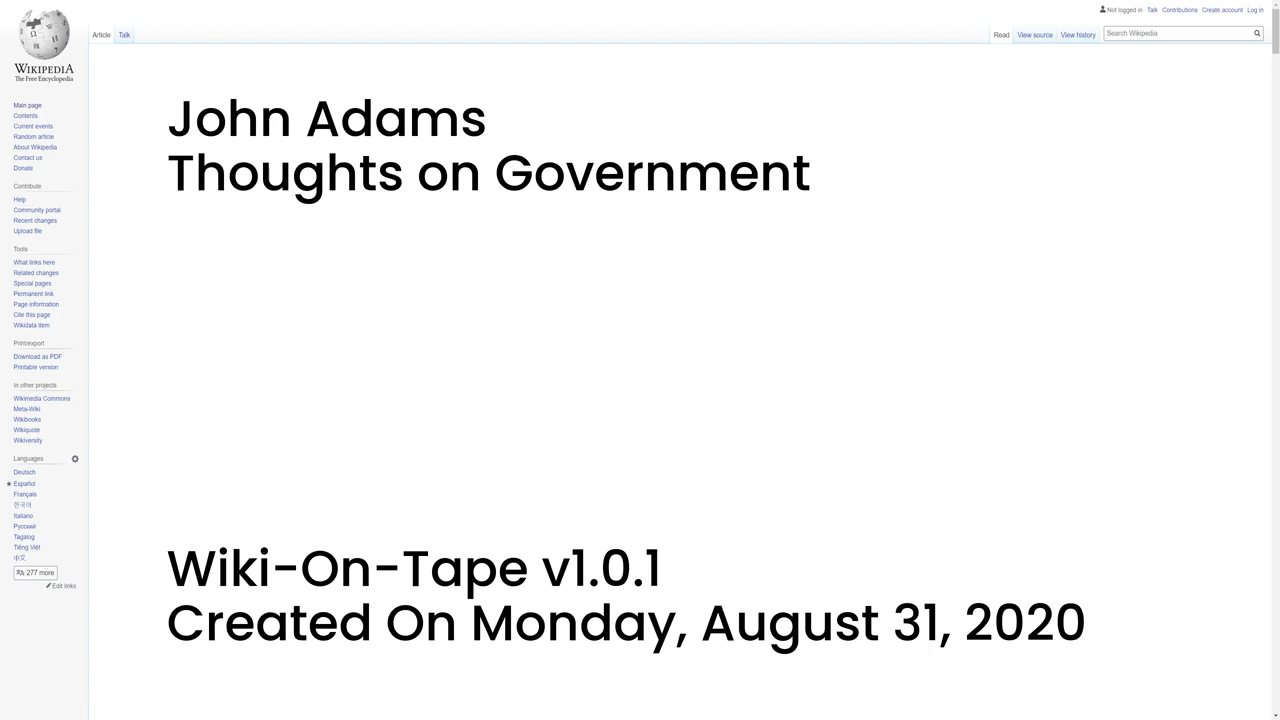 Not logged in Talk Contributions Create account Log in
Article Talk Read View source View history Search Wikipedia
WIKIPEDIA
The Free Encyclopedia
Main page
Contents
Current events
Random article
About Wikipedia
Contact us
Donate
Contribute
Help
Community portal
Recent changes
Upload file
Tools
What links here
Related changes
Special pages
Permanent link
Page information
Cite this page
Wikidata item
Print/export
Download as PDF
Printable version
In other projects
Wikimedia Commons
Meta-Wiki
Wikibooks
Wikiquote
Wikiversity
Languages
Deutsch
Español
Français
한국어
Italiano
Русский
Tagalog
Tiếng Việt
中文
277 more
Edit links
John Adams
Thoughts on Government
Wiki-On-Tape v1.0.1
Created On Monday, August 31, 2020